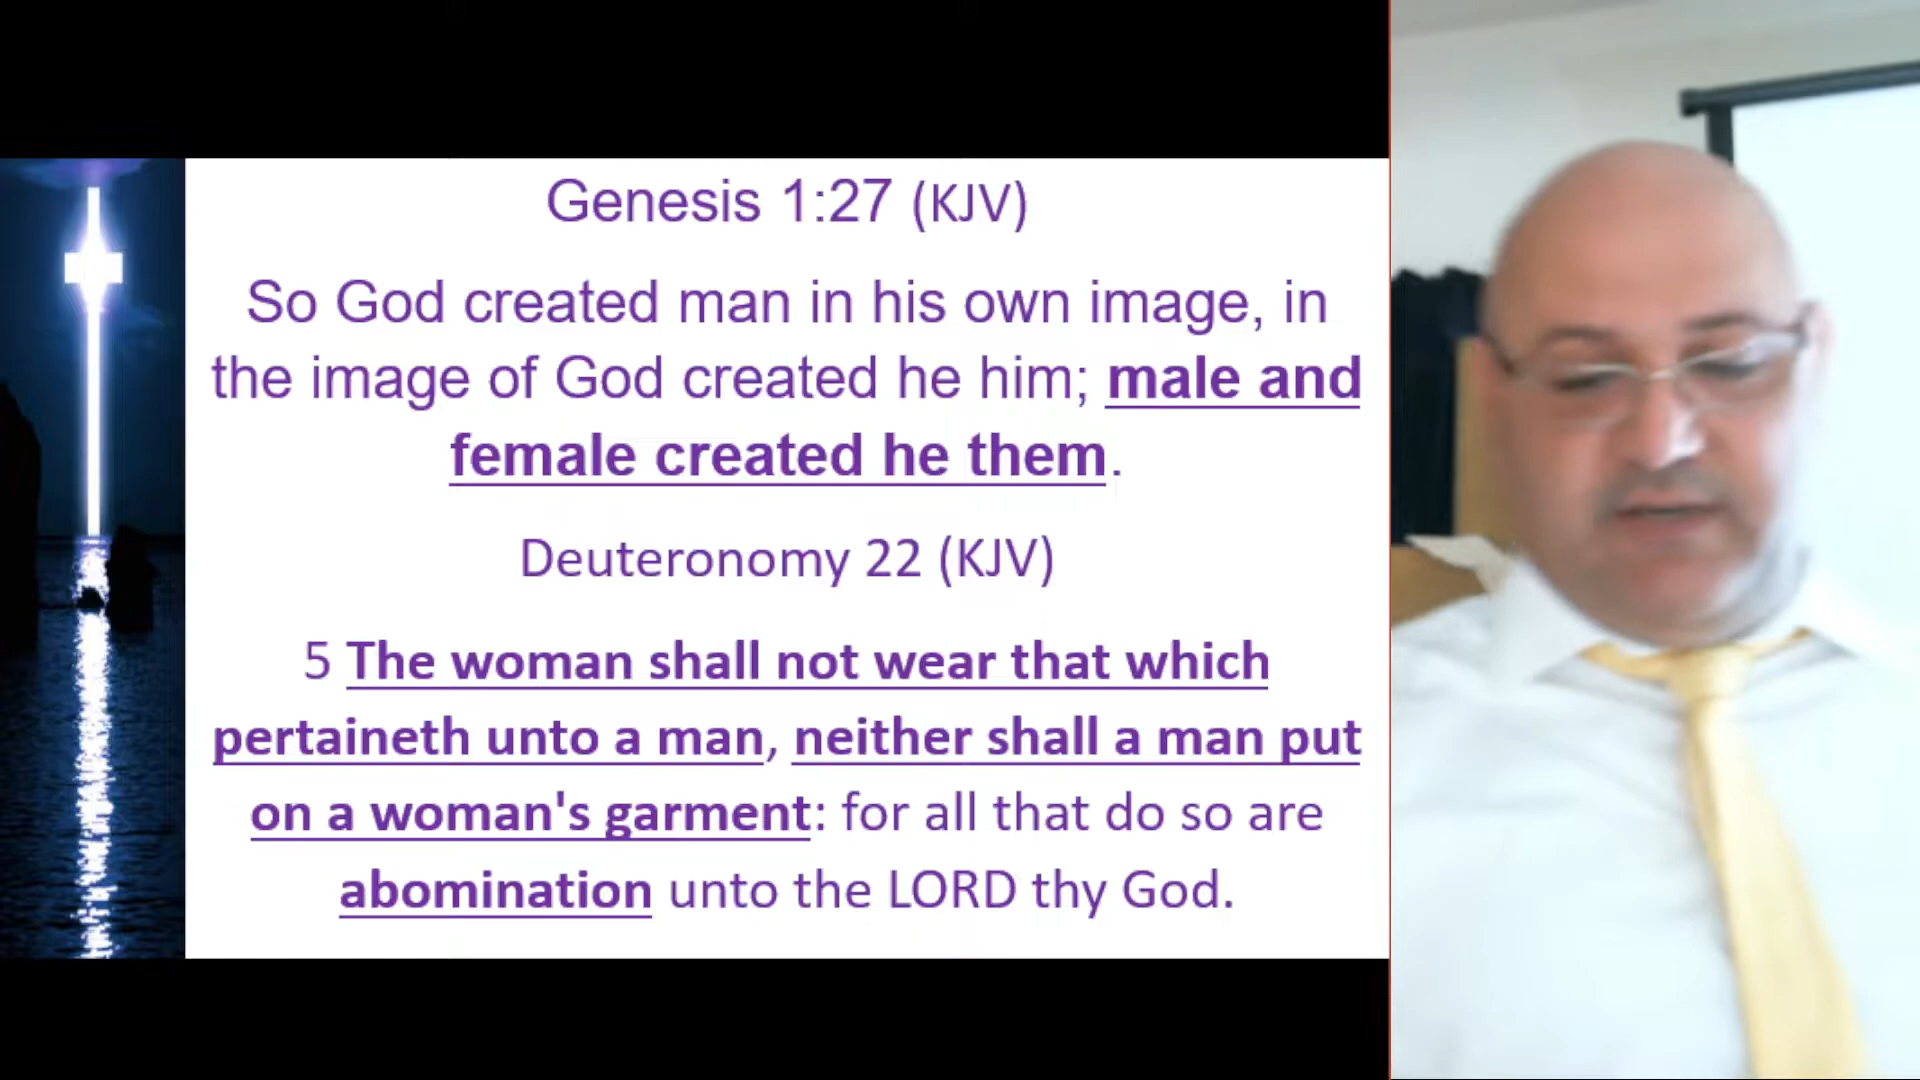 Genesis 1:27 (KJV)
So God created man in his own image, in
the image of God created he him; male and
female created he them.
Deuteronomy 22 (KJV)
5 The woman shall not wear that which
pertaineth unto a man, neither shall a man put
on a woman's garment: for all that do so are
abomination unto the LORD thy God.